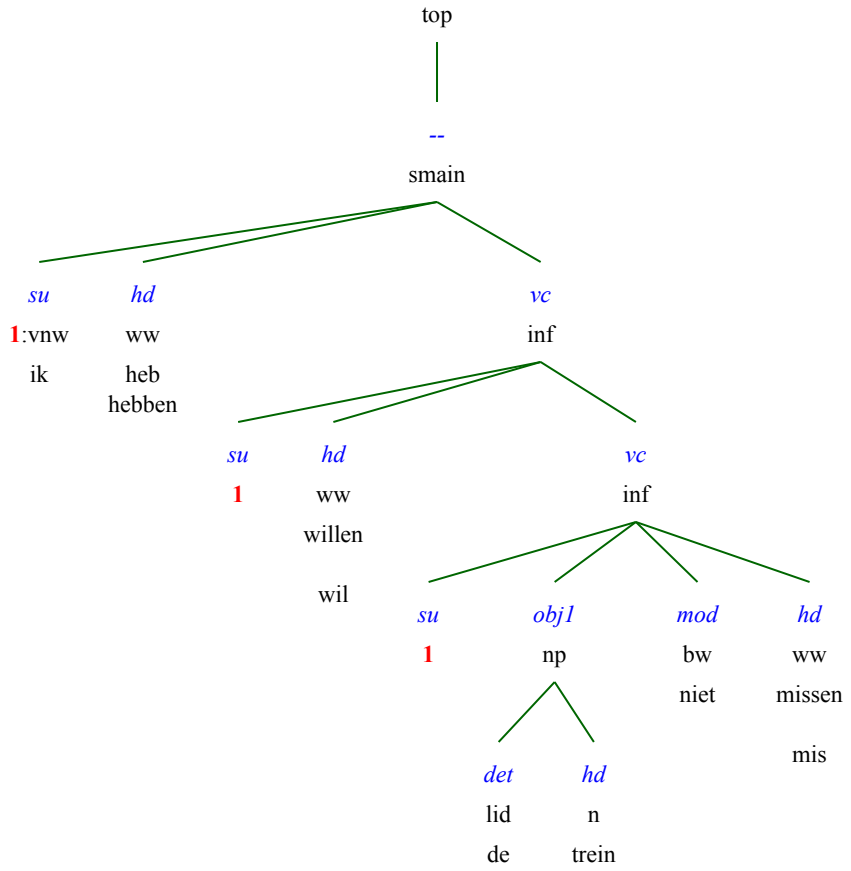 top
--
smain
su hd vc
1:vnw ww inf
ik heb
hebben
su hd vc
1 ww inf
willen
wil
su obj1 mod hd
1 np bw ww
niet missen
mis
det hd
lid n
de trein